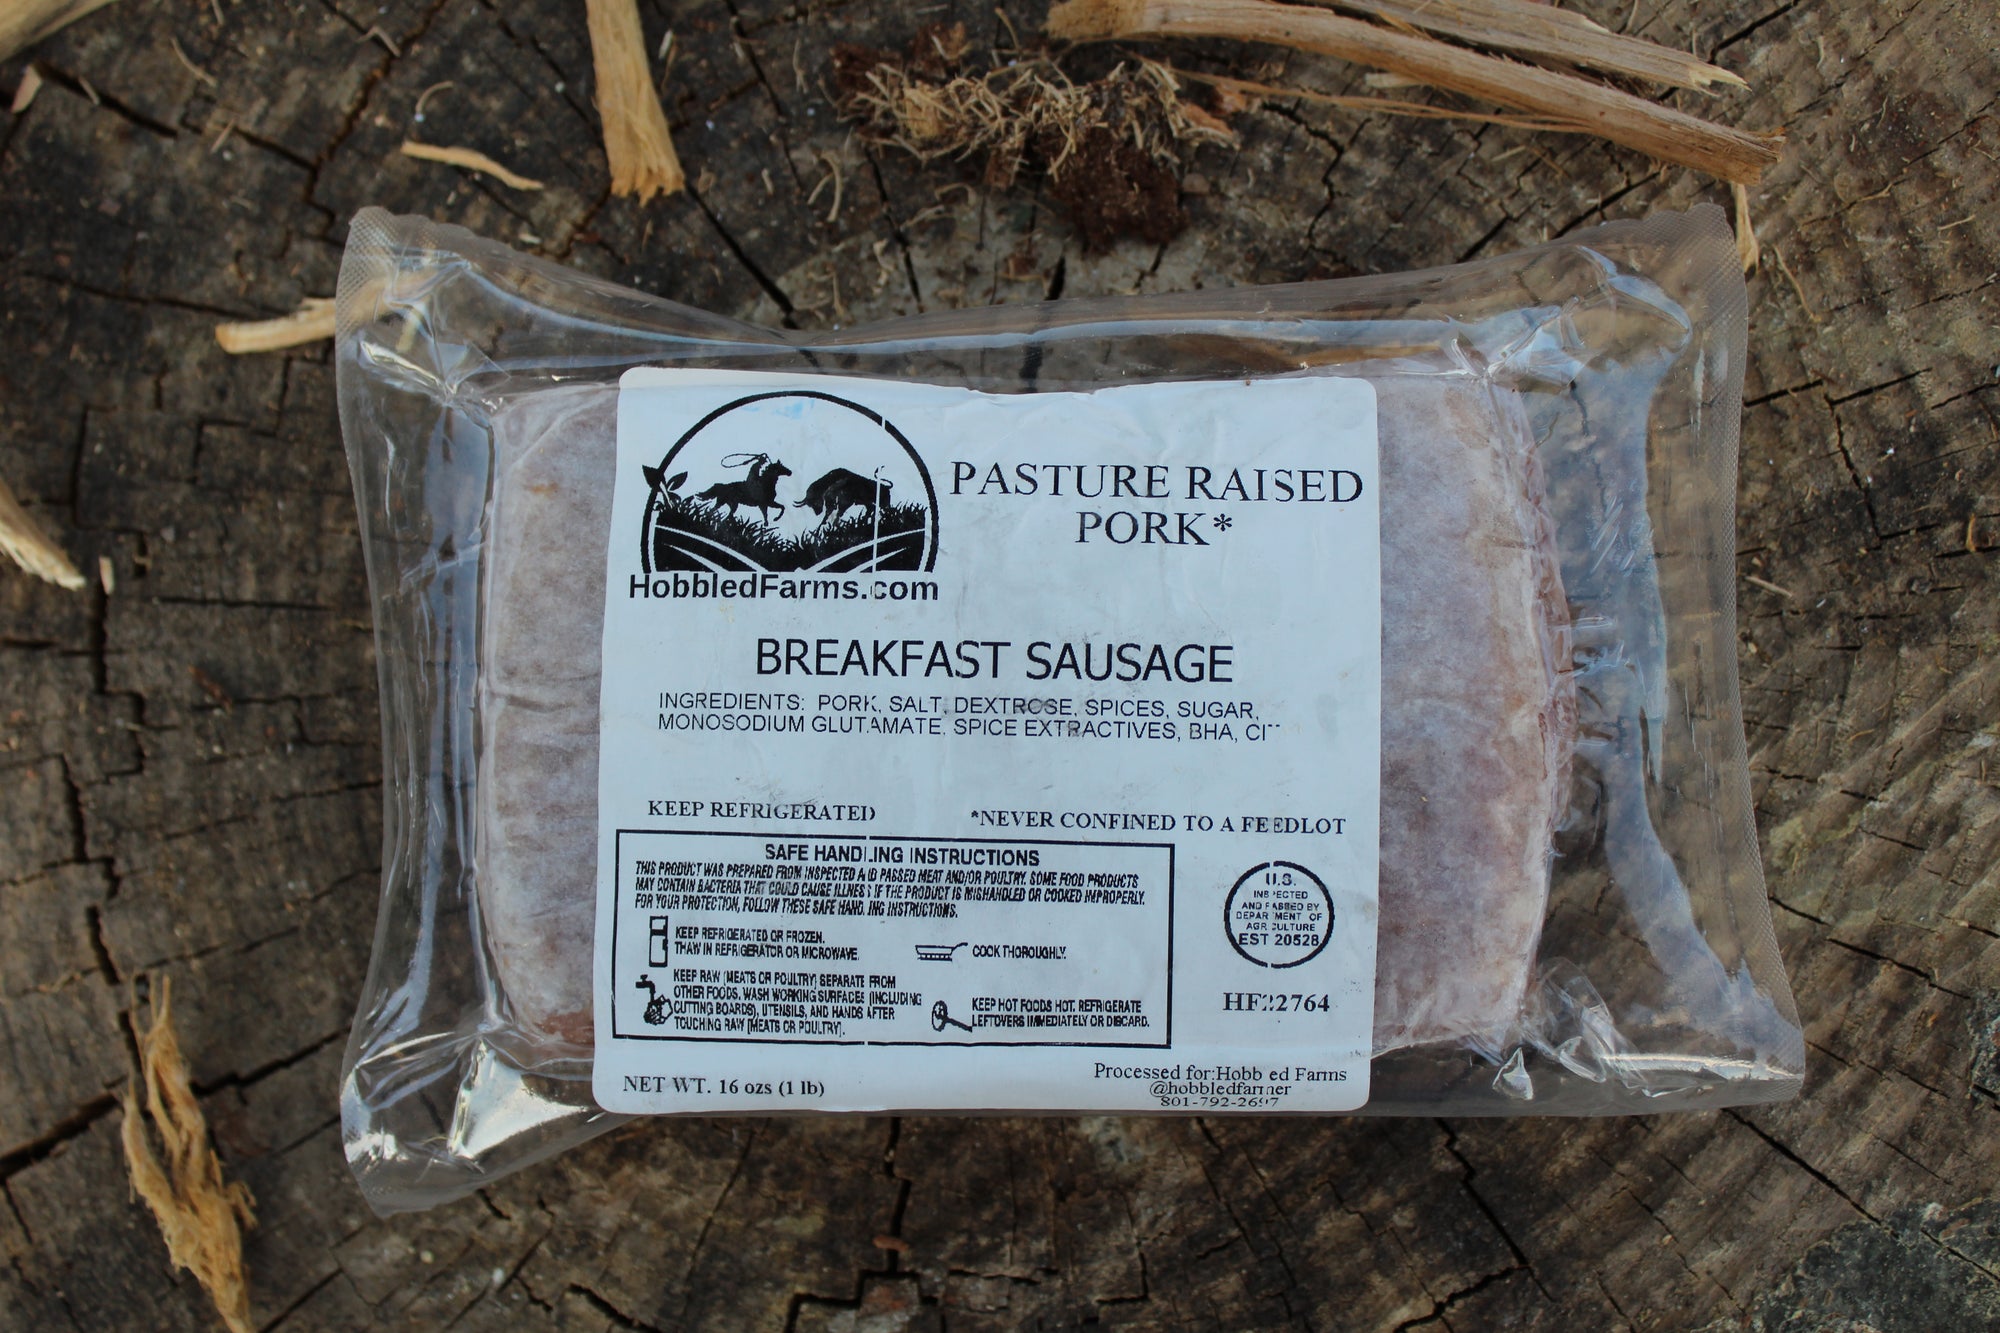 PASTURE RAISED
PORK*
HobbledFarms.com
BREAKFAST SAUSAGE
INGREDIENTS: PORK, SALT, DEXTROSE, SPICES, SUGAR,
MONOSODIUM GLUTAMATE, SPICE EXTRACTIVES, BHA,
KEEP REFRIGERATED
*NEVER CONFINED TO A FEEDLOT
SAFE HANDLING INSTRUCTIONS
THIS PRODUCT WAS PREPARED FROM INSPECTED AND PASSED MEAT AND/OR POULTRY. SOME FOOD PRODUCTS
MAY CONTAIN BACTERIA THAT COULD CAUSE ILLNESS IF THE PRODUCT IS MISHANDLED OR COOKED IMPROPERLY.
FOR YOUR PROTECTION, FOLLOW THESE SAFE HANDLING INSTRUCTIONS.
KEEP REFRIGERATED OR FROZEN.
THAW IN REFRIGERATOR OR MICROWAVE.
COOK THOROUGHLY.
KEEP RAW (MEATS OR POULTRY) SEPARATE FROM
OTHER FOODS. WASH WORKING SURFACES (INCLUDING
CUTTING BOARDS), UTENSILS, AND HANDS AFTER
TOUCHING RAW (MEATS OR POULTRY).
KEEP HOT FOODS HOT. REFRIGERATE
LEFTOVERS IMMEDIATELY OR DISCARD.
U.S.
INSPECTED
AND PASSED BY
DEPARTMENT OF
AGRICULTURE
EST 20528
HF22764
NET WT. 16 ozs (1 lb)
Processed for:Hobbled Farms
@hobbledfarmer
801-792-2697